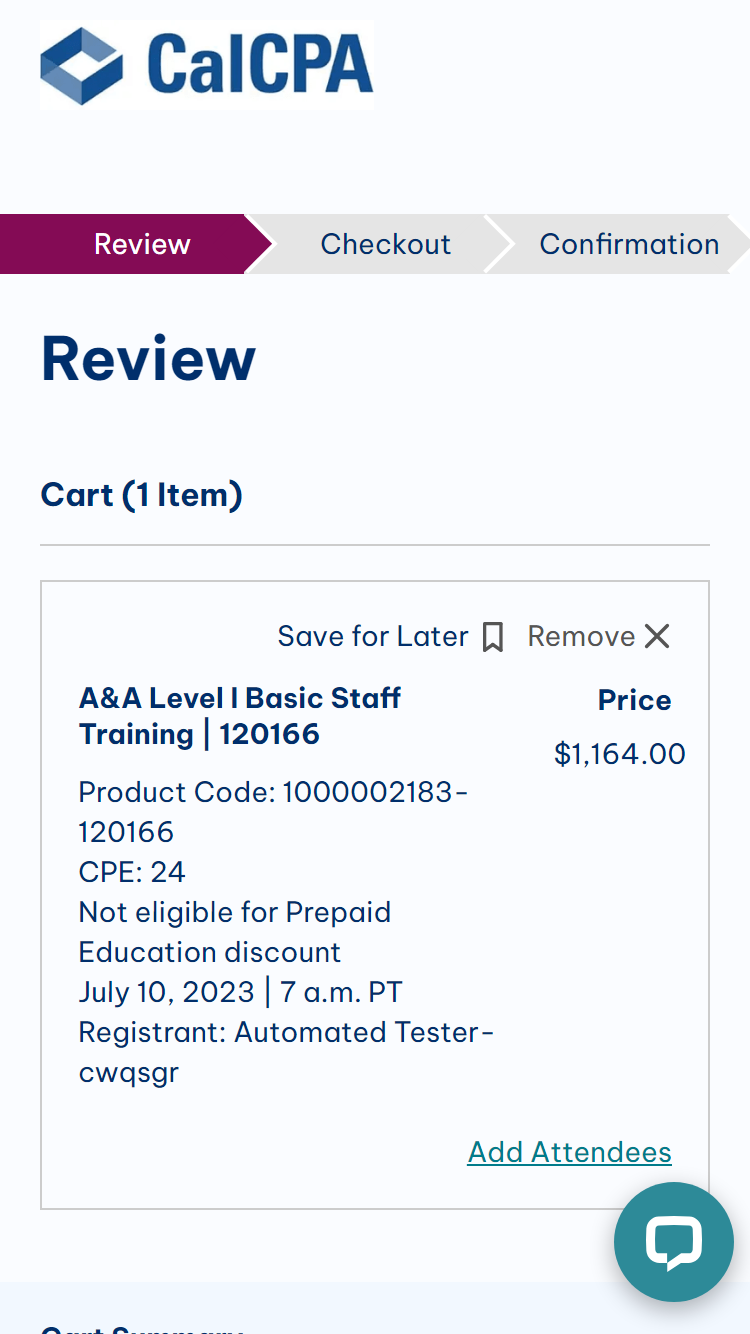 CalCPA
Review
Checkout
Confirmation
Review
Cart (1 Item)
Save for Later
Remove
A&A Level I Basic Staff
Training | 120166
Price
$1,164.00
Product Code: 1000002183-
120166
CPE: 24
Not eligible for Prepaid
Education discount
July 10, 2023 | 7 a.m. PT
Registrant: Automated Tester-
cwqsgr
Add Attendees
Cart Summary